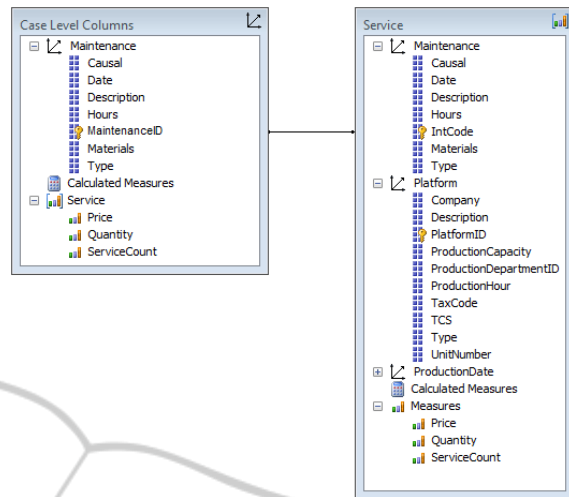 Case Level Columns
Maintenance
Causal
Date
Description
Hours
MaintenanceID
Materials
Type
Calculated Measures
Service
Price
Quantity
ServiceCount
Service
Maintenance
Causal
Date
Description
Hours
IntCode
Materials
Type
Platform
Company
Description
PlatformID
ProductionCapacity
ProductionDepartmentID
ProductionHour
TaxCode
TCS
Type
UnitNumber
ProductionDate
Calculated Measures
Measures
Price
Quantity
ServiceCount